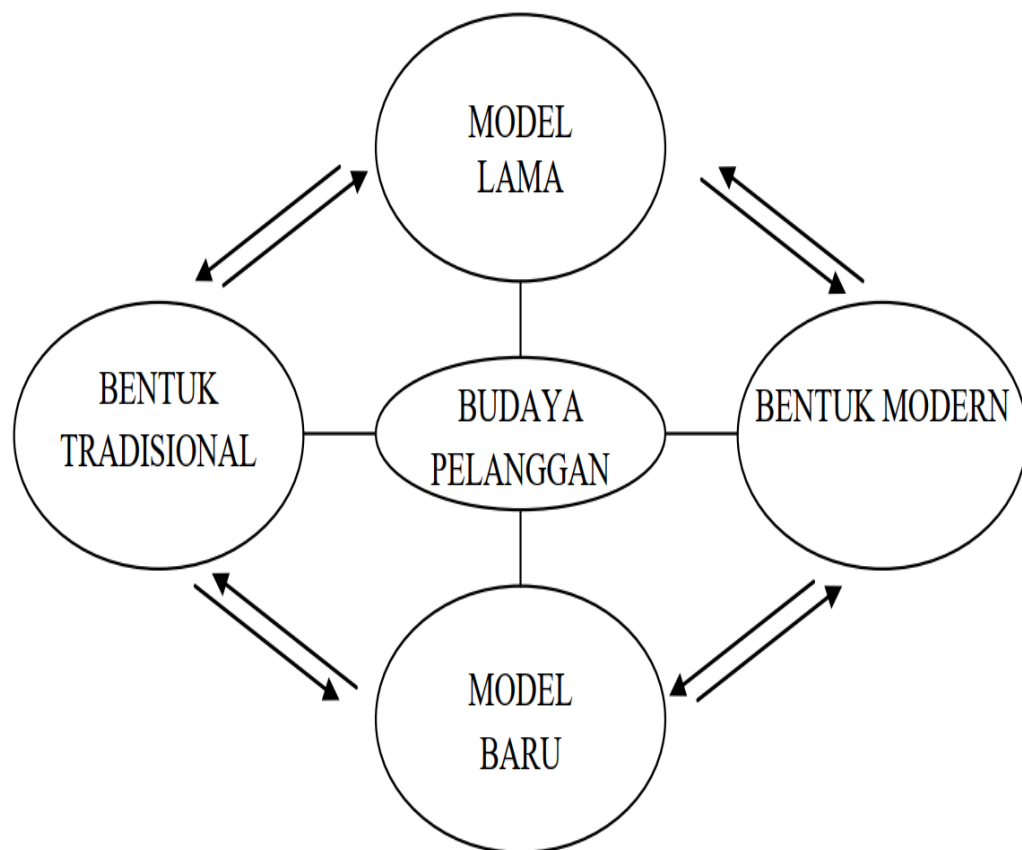 MODEL
LAMA
BENTUK
TRADISIONAL
BUDAYA
PELANGGAN
BENTUK MODERN
MODEL
BARU